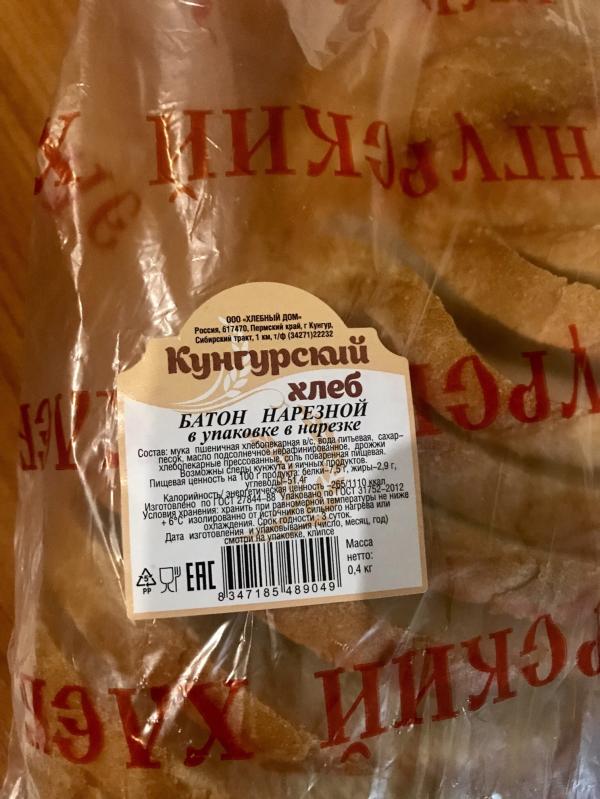 ООО «ХЛЕБНЫЙ ДОМ»
Россия, 617470, Пермский край, г Кунгур,
Сибирский тракт, 1 км, т/ф (34271)22232
Кунгурский
хлеб
БАТОН НАРЕЗНОЙ
в упаковке в нарезке
Состав: мука пшеничная хлебопекарная в/с, вода питьевая, сахар-
песок, масло подсолнечное нерафинированное, дрожжи
хлебопекарные прессованные, соль поваренная пищевая.
Возможны следы кунжута и яичных продуктов.
Пищевая ценность на 100 г продукта: белки–7,5 г, жиры–2,9 г,
углеводы–51,4г
Калорийность/ энергетическая ценность –265/1110 ккал
Изготовлено по ГОСТ 27844–88 Упаковано по ГОСТ 31752–2012
Условия хранения: хранить при равномерной температуры не ниже
+ 6°С изолированно от источников сильного нагрева или
охлаждения. Срок годности : 3 суток.
Дата изготовления и упаковывания (число, месяц, год)
смотри на упаковке, клипсе
Масса
нетто:
0,4 кг
5
PP
EAC
8 347185 489049